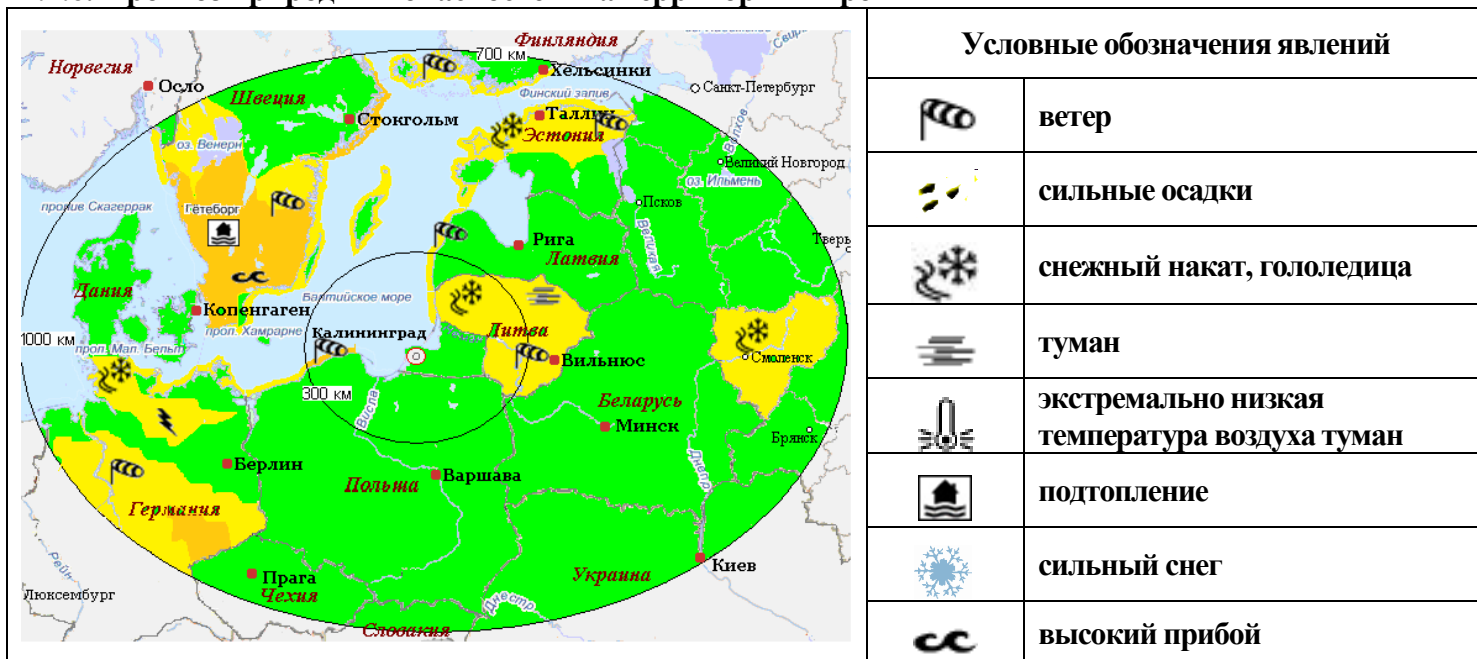 700 км
Финляндия
Норвегия
Хельсинки
Осло
Санкт-Петербург
Швеция
Финский залив
Стокгольм
Эстония
Волхов
оз. Венерн
Великий Новгород
оз. Ильмень
Псков
пролив Скагеррак
Гётеборг
Великая
Рига
Тверь
Латвия
Дания
Балтийское море
Копенгаген
прол. Хамрарне
Калининград
Литва
1000 км
прол. Мал. Бельт
Смоленск
Вильнюс
300 км
Висла
Беларусь
Минск
Брянск
Днепр
Берлин
Варшава
Польша
Германия
Рейн
Киев
Прага
Украина
Чехия
Люксембург
Днестр
Словакия
Условные обозначения явлений
ветер
сильные осадки
снежный накат, гололедица
туман
экстремально низкая
температура воздуха туман
подтопление
сильный снег
высокий прибой